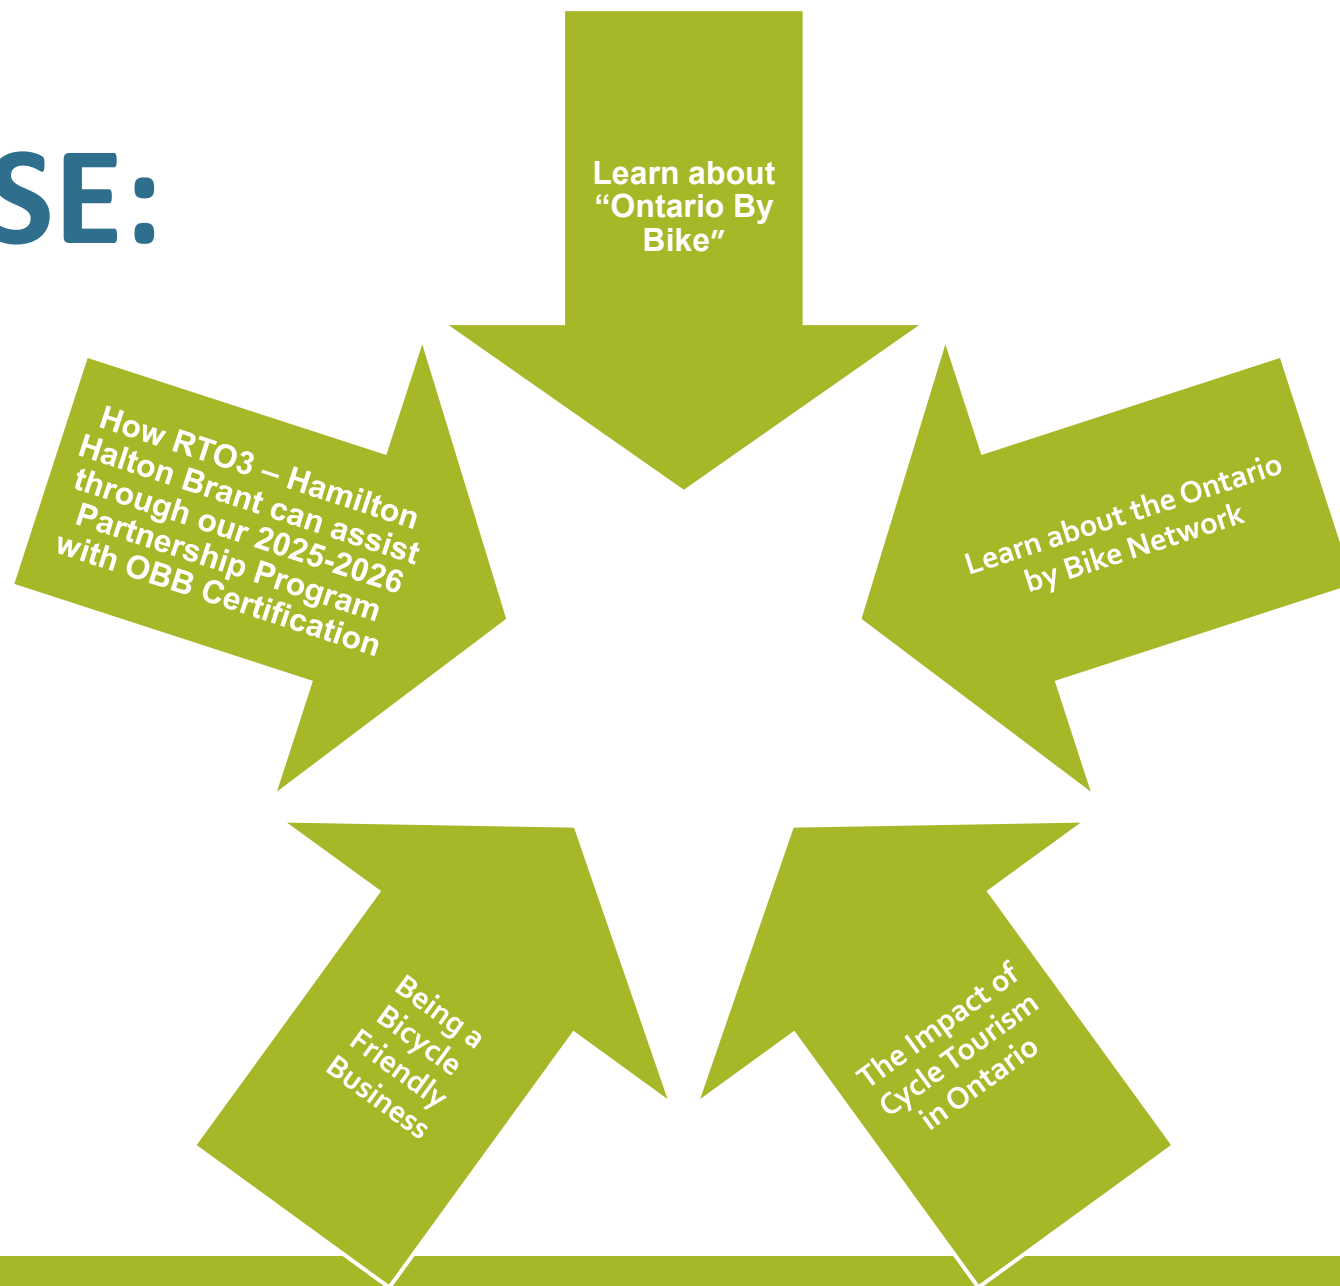 SE:
Learn about
“Ontario By
Bike”
Learn about the Ontario
by Bike Network
The Impact of
Cycle Tourism
in Ontario
Being a
Bicycle
Friendly
Business
How RTO3 – Hamilton
Halton Brant can assist
through our 2025-2026
Partnership Program
with OBB Certification